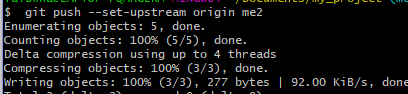 $ git push --set-upstream origin me2
Enumerating objects: 5, done.
Counting objects: 100% (5/5), done.
Delta compression using up to 4 threads
Compressing objects: 100% (3/3), done.
Writing objects: 100% (3/3), 277 bytes | 92.00 KiB/s, done